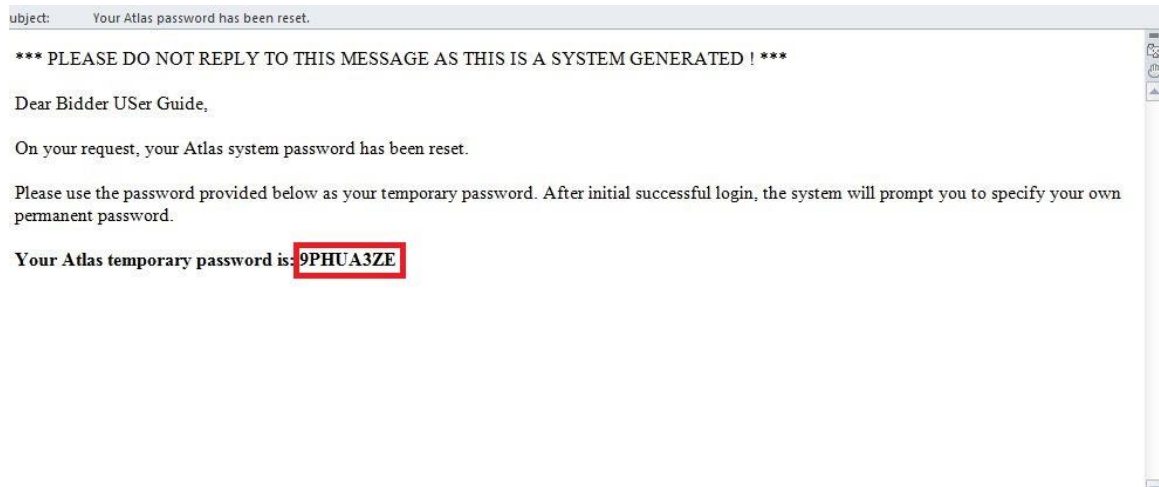 ubject: Your Atlas password has been reset.
*** PLEASE DO NOT REPLY TO THIS MESSAGE AS THIS IS A SYSTEM GENERATED ! ***
Dear Bidder USer Guide,
On your request, your Atlas system password has been reset.
Please use the password provided below as your temporary password. After initial successful login, the system will prompt you to specify your own
permanent password.
Your Atlas temporary password is: 9PHUA3ZE